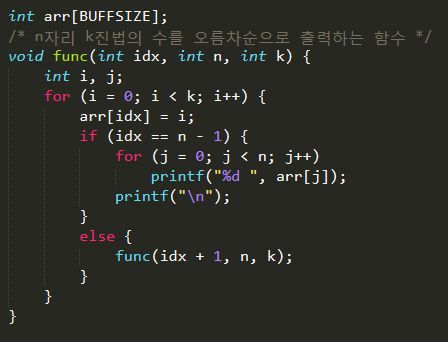 int arr[BUFFSIZE];
/* n자리 k진법의 수를 오름차순으로 출력하는 함수 */
void func(int idx, int n, int k) {
    int i, j;
    for (i = 0; i < k; i++) {
        arr[idx] = i;
        if (idx == n - 1) {
            for (j = 0; j < n; j++)
                printf("%d ", arr[j]);
            printf("\n");
        }
        else {
            func(idx + 1, n, k);
        }
    }
}